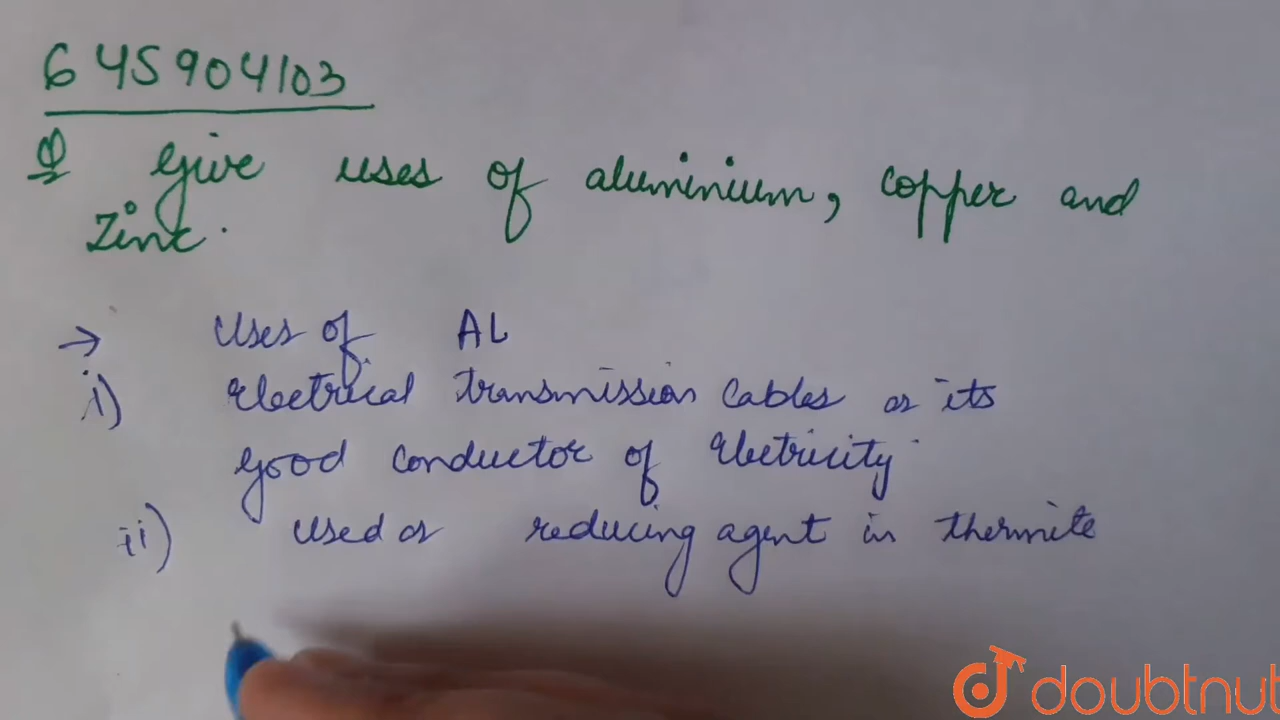 645904103
Q Give uses of aluminium, copper and
Zinc.
→ Uses of AL
i) Electrical transmission cables as its
good conductor of electricity
ii) Used as reducing agent in thermite
doubtnut